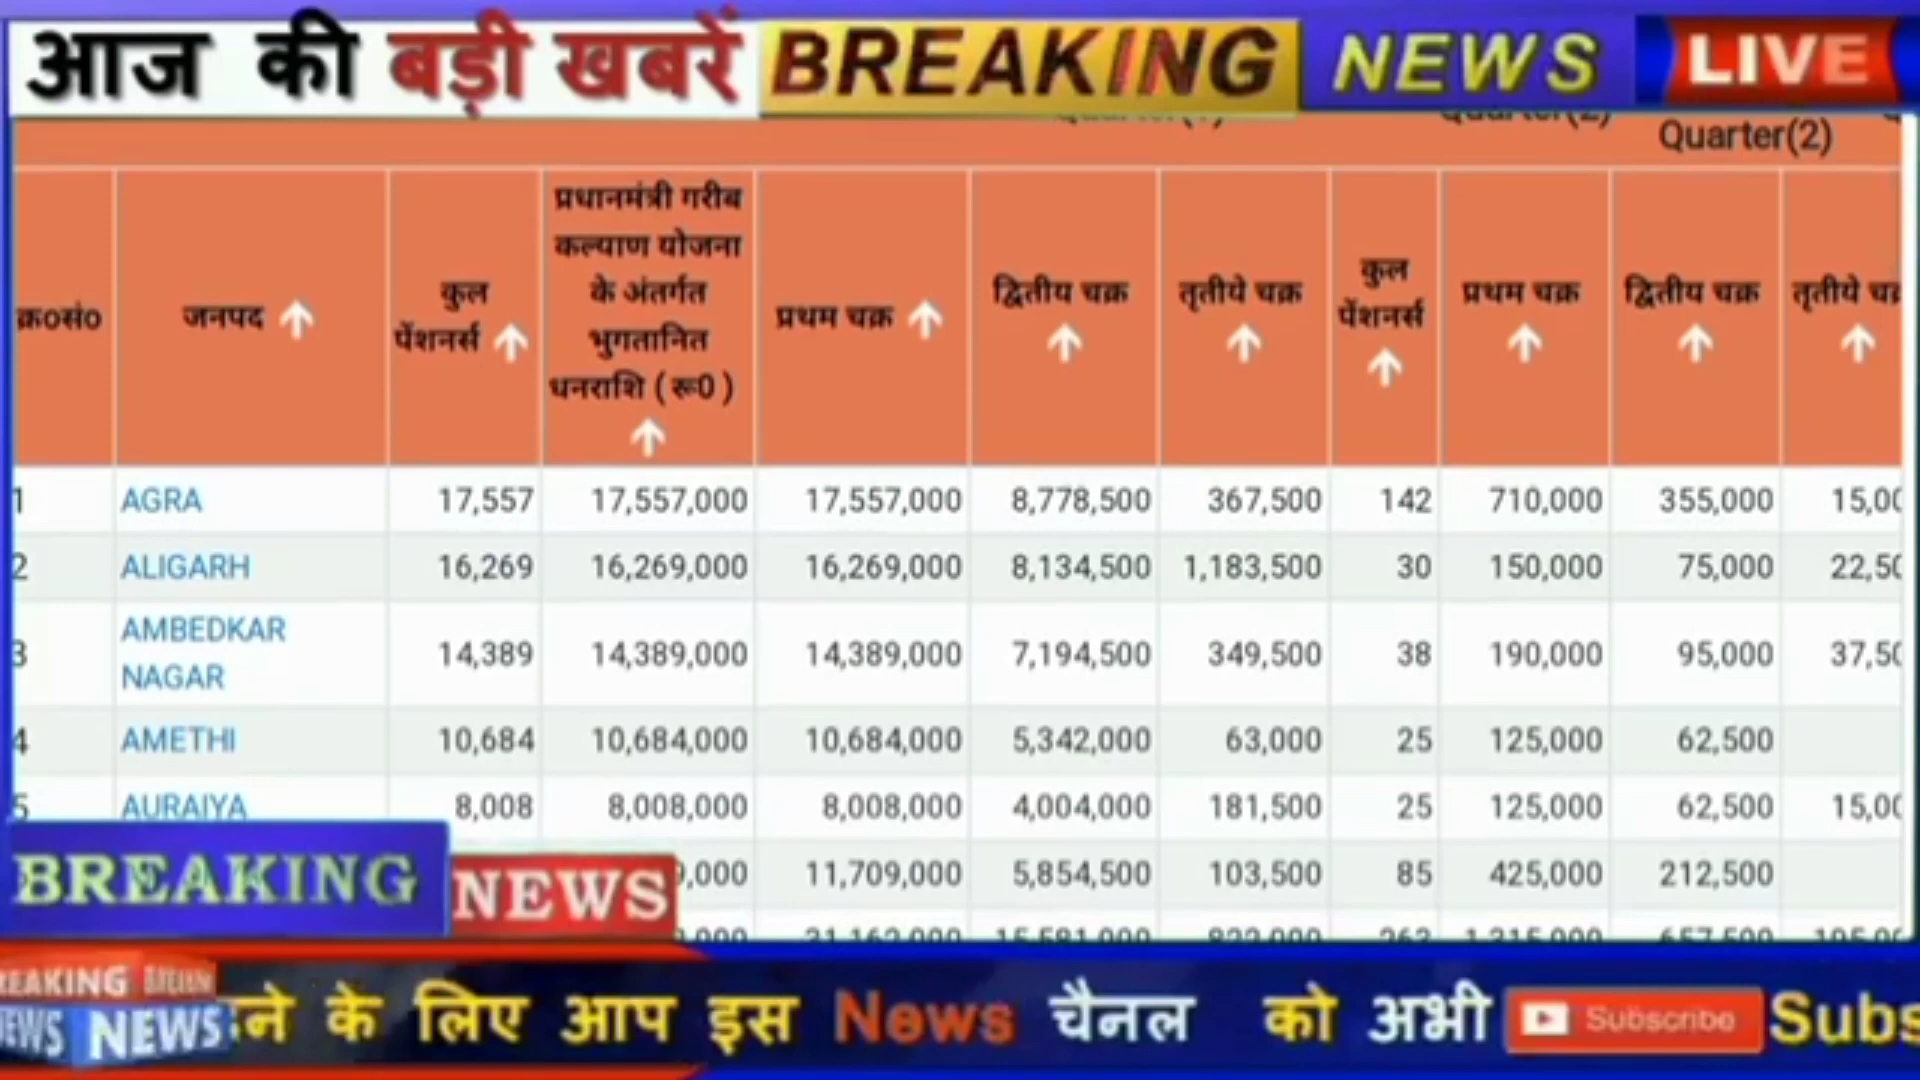 आज की बड़ी खबरें BREAKING NEWS LIVE
Quarter(2)
Quarter(2)
क्र०सं० जनपद कुल पेंशनर्स प्रधानमंत्री गरीब कल्याण योजना के अंतर्गत भुगतानित धनराशि ( रू0 ) प्रथम चक्र द्वितीय चक्र तृतीये चक्र कुल पेंशनर्स प्रथम चक्र द्वितीय चक्र तृतीये
1 AGRA 17,557 17,557,000 17,557,000 8,778,500 367,500 142 710,000 355,000
2 ALIGARH 16,269 16,269,000 16,269,000 8,134,500 1,183,500 30 150,000 75,000
3 AMBEDKAR NAGAR 14,389 14,389,000 14,389,000 7,194,500 349,500 38 190,000 95,000
4 AMETHI 10,684 10,684,000 10,684,000 5,342,000 63,000 25 125,000 62,500
5 AURAIYA 8,008 8,008,000 8,008,000 4,004,000 181,500 25 125,000 62,500
11,709,000 5,854,500 103,500 85 425,000 212,500
BREAKING NEWS
NEWS
के लिए आप इस News चैनल को अभी Subscribe Subs